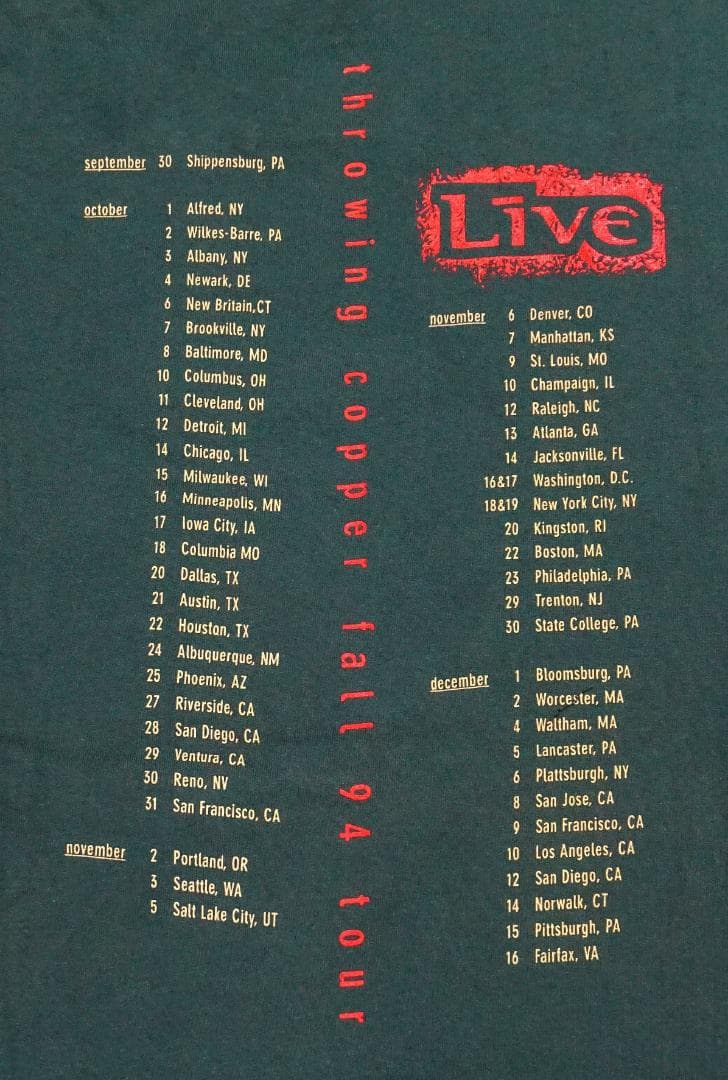 throwing copper fall 94 tour
september 30 Shippensburg, PA
october 1 Alfred, NY
2 Wilkes-Barre, PA
3 Albany, NY
4 Newark, DE
6 New Britain,CT
7 Brookville, NY
8 Baltimore, MD
10 Columbus, OH
11 Cleveland, OH
12 Detroit, MI
14 Chicago, IL
15 Milwaukee, WI
16 Minneapolis, MN
17 Iowa City, IA
18 Columbia MO
20 Dallas, TX
21 Austin, TX
22 Houston, TX
24 Albuquerque, NM
25 Phoenix, AZ
27 Riverside, CA
28 San Diego, CA
29 Ventura, CA
30 Reno, NV
31 San Francisco, CA
november 2 Portland, OR
3 Seattle, WA
5 Salt Lake City, UT
Līve
november 6 Denver, CO
7 Manhattan, KS
9 St. Louis, MO
10 Champaign, IL
12 Raleigh, NC
13 Atlanta, GA
14 Jacksonville, FL
16&17 Washington, D.C.
18&19 New York City, NY
20 Kingston, RI
22 Boston, MA
23 Philadelphia, PA
29 Trenton, NJ
30 State College, PA
december 1 Bloomsburg, PA
2 Worcester, MA
4 Waltham, MA
5 Lancaster, PA
6 Plattsburgh, NY
8 San Jose, CA
9 San Francisco, CA
10 Los Angeles, CA
12 San Diego, CA
14 Norwalk, CT
15 Pittsburgh, PA
16 Fairfax, VA